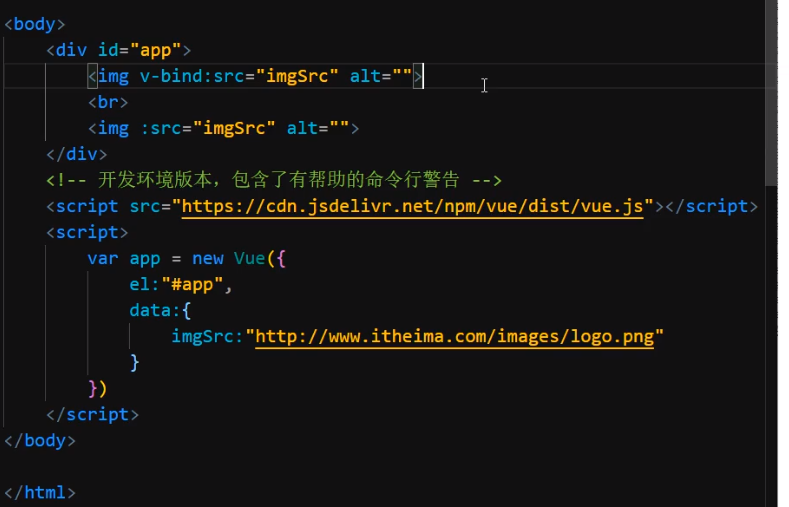 <body>
<div id="app">
<img v-bind:src="imgSrc" alt="">
<br>
<img :src="imgSrc" alt="">
</div>
<!-- 开发环境版本，包含了有帮助的命令行警告 -->
<script src="https://cdn.jsdelivr.net/npm/vue/dist/vue.js"></script>
<script>
var app = new Vue({
el:"#app",
data:{
imgSrc:"http://www.itheima.com/images/logo.png"
}
})
</script>
</body>
</html>